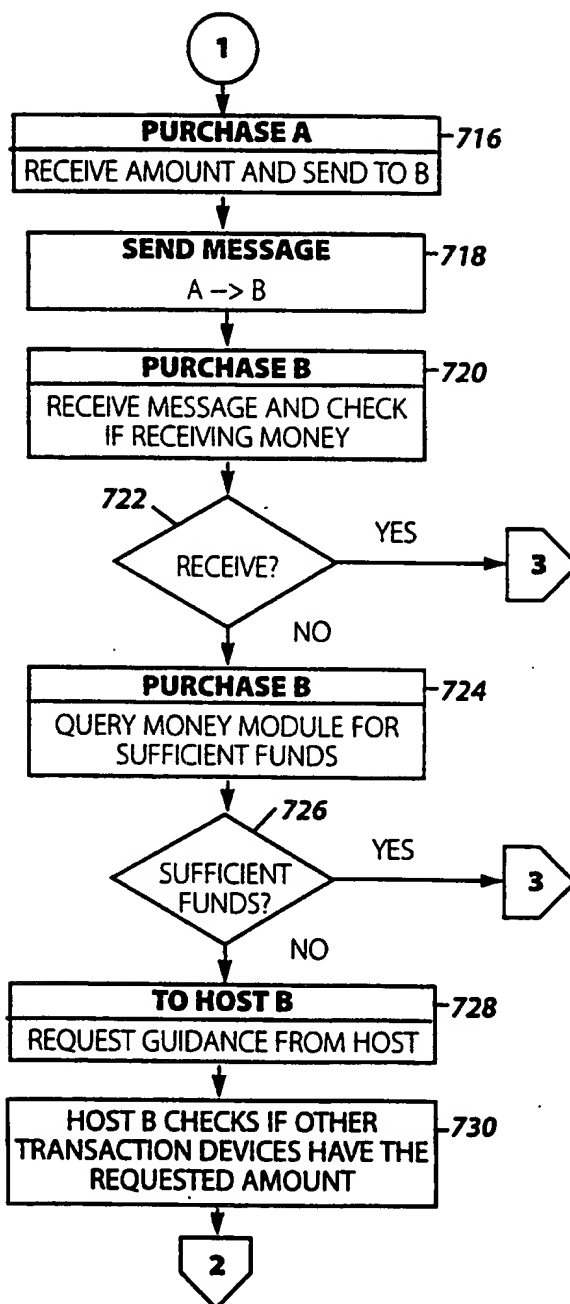 1
PURCHASE A
716
RECEIVE AMOUNT AND SEND TO B
SEND MESSAGE
718
A —> B
PURCHASE B
720
RECEIVE MESSAGE AND CHECK
IF RECEIVING MONEY
722
RECEIVE?
YES
3
NO
PURCHASE B
724
QUERY MONEY MODULE FOR
SUFFICIENT FUNDS
726
SUFFICIENT
FUNDS?
YES
3
NO
TO HOST B
728
REQUEST GUIDANCE FROM HOST
HOST B CHECKS IF OTHER
TRANSACTION DEVICES HAVE THE
REQUESTED AMOUNT
730
2